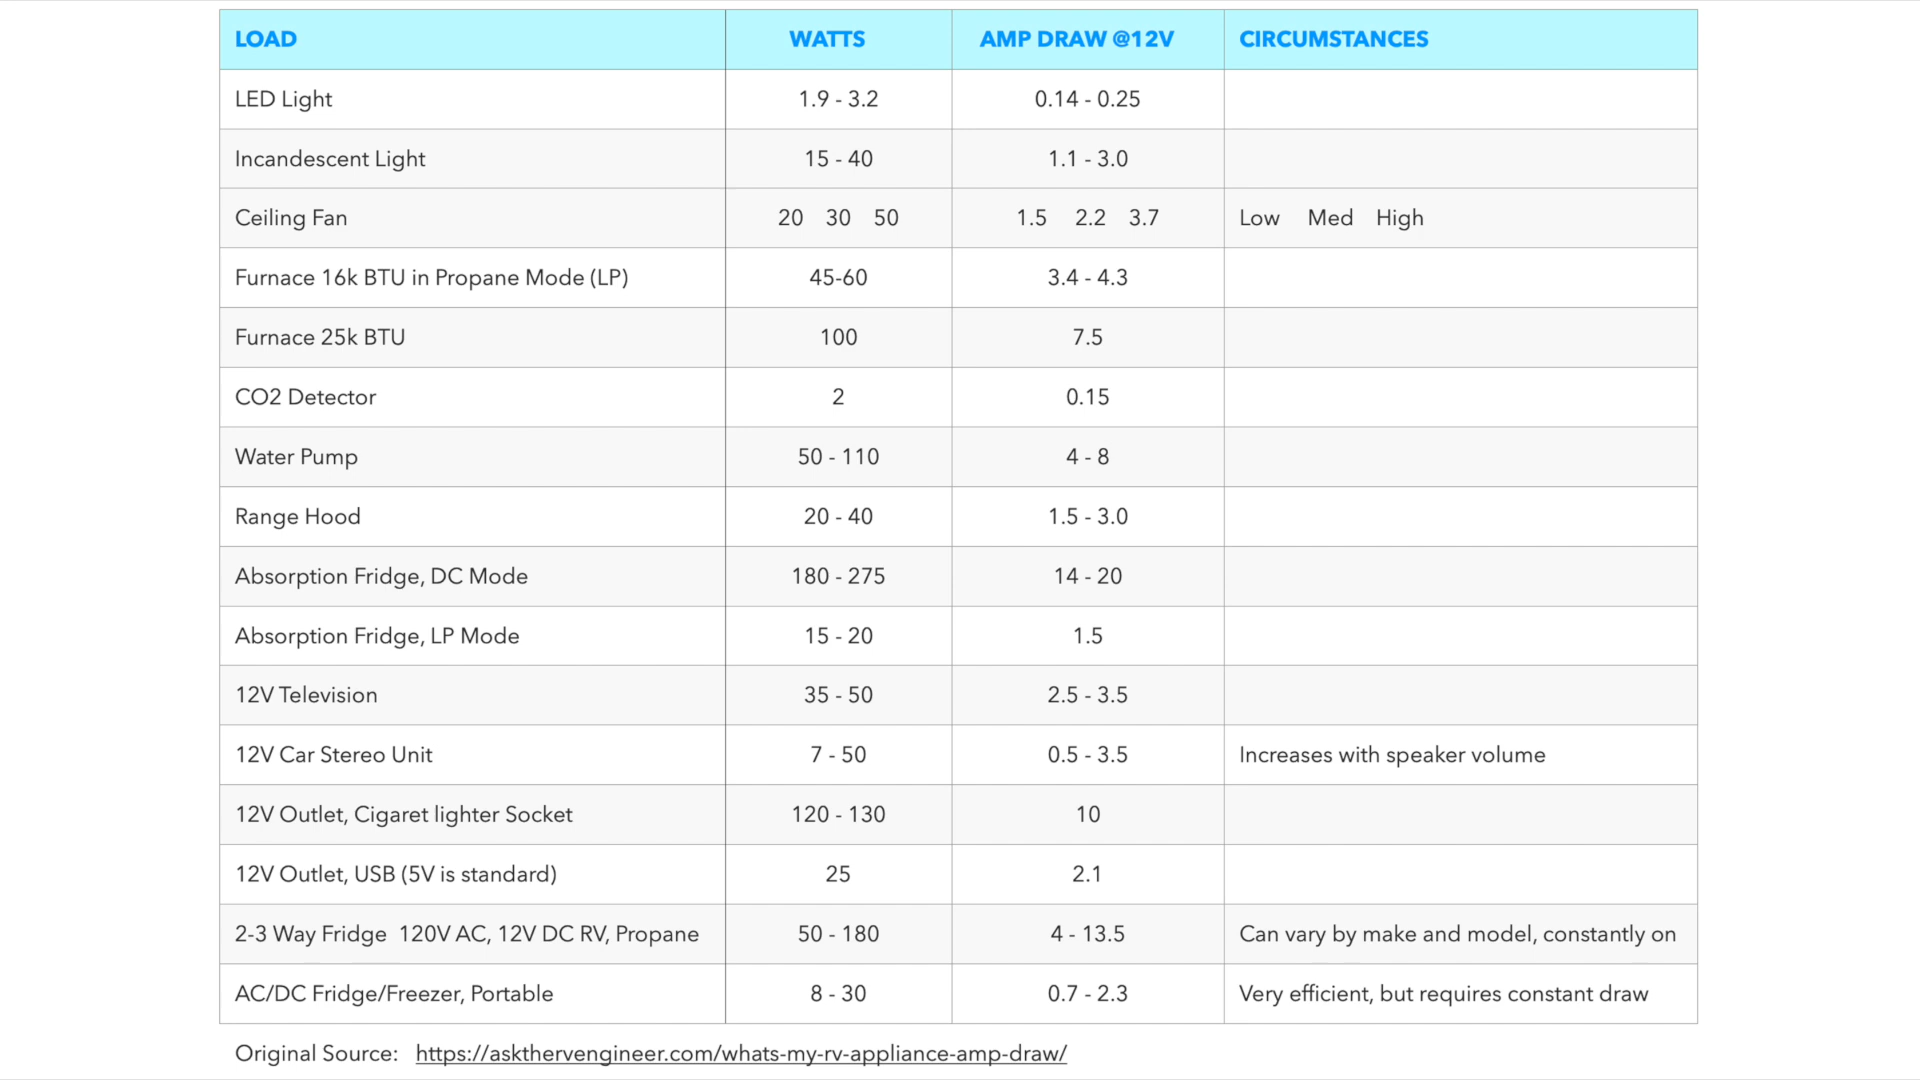 LOAD WATTS AMP DRAW @12V CIRCUMSTANCES
LED Light 1.9 - 3.2 0.14 - 0.25
Incandescent Light 15 - 40 1.1 - 3.0
Ceiling Fan 20 30 50 1.5 2.2 3.7 Low Med High
Furnace 16k BTU in Propane Mode (LP) 45-60 3.4 - 4.3
Furnace 25k BTU 100 7.5
CO2 Detector 2 0.15
Water Pump 50 - 110 4 - 8
Range Hood 20 - 40 1.5 - 3.0
Absorption Fridge, DC Mode 180 - 275 14 - 20
Absorption Fridge, LP Mode 15 - 20 1.5
12V Television 35 - 50 2.5 - 3.5
12V Car Stereo Unit 7 - 50 0.5 - 3.5 Increases with speaker volume
12V Outlet, Cigaret lighter Socket 120 - 130 10
12V Outlet, USB (5V is standard) 25 2.1
2-3 Way Fridge 120V AC, 12V DC RV, Propane 50 - 180 4 - 13.5 Can vary by make and model, constantly on
AC/DC Fridge/Freezer, Portable 8 - 30 0.7 - 2.3 Very efficient, but requires constant draw
Original Source: https://askthervengineer.com/whats-my-rv-appliance-amp-draw/